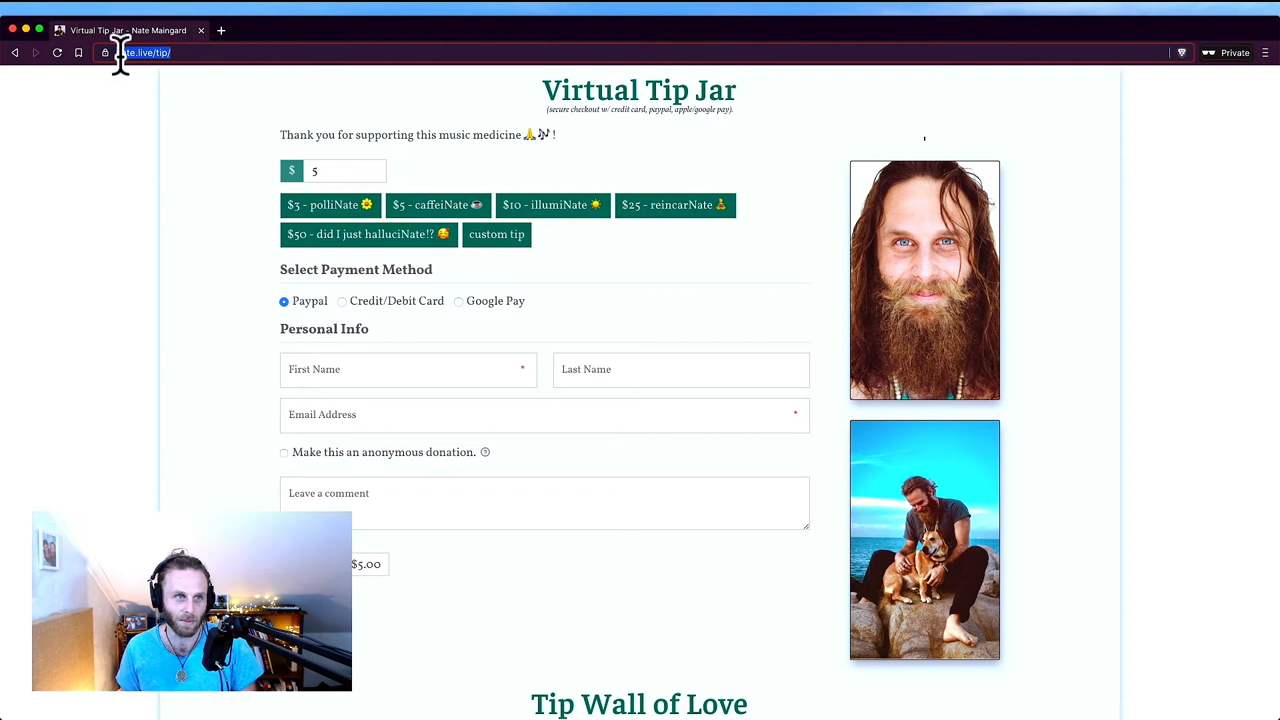 Virtual Tip Jar - Nate Maingard
te.live/tip/
Private
Virtual Tip Jar
(secure checkout w/ credit card, paypal, apple/google pay).
Thank you for supporting this music medicine🙏🎶 !
$ 5
$3 - polliNate 🌼 $5 - caffeiNate ☕ $10 - illumiNate ☀️ $25 - reincarNate 🧘
$50 - did I just halluciNate!? 🥰 custom tip
Select Payment Method
Paypal Credit/Debit Card Google Pay
Personal Info
First Name * Last Name
Email Address *
Make this an anonymous donation. ?
Leave a comment
$5.00
Tip Wall of Love